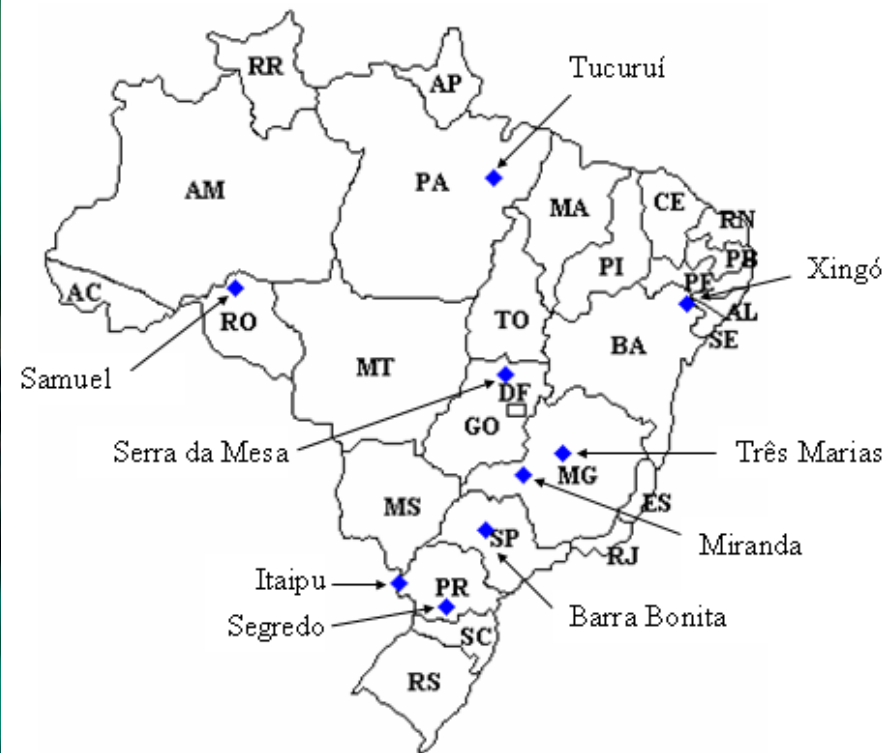 Tucuruí
RR
AP
AM
PA
MA
CE
RN
PB
PI
PE
Xingó
AC
RO
TO
AL
SE
BA
MT
Samuel
DF
GO
Serra da Mesa
Três Marias
MG
MS
ES
SP
RJ
Miranda
Itaipu
PR
Barra Bonita
Segredo
SC
RS